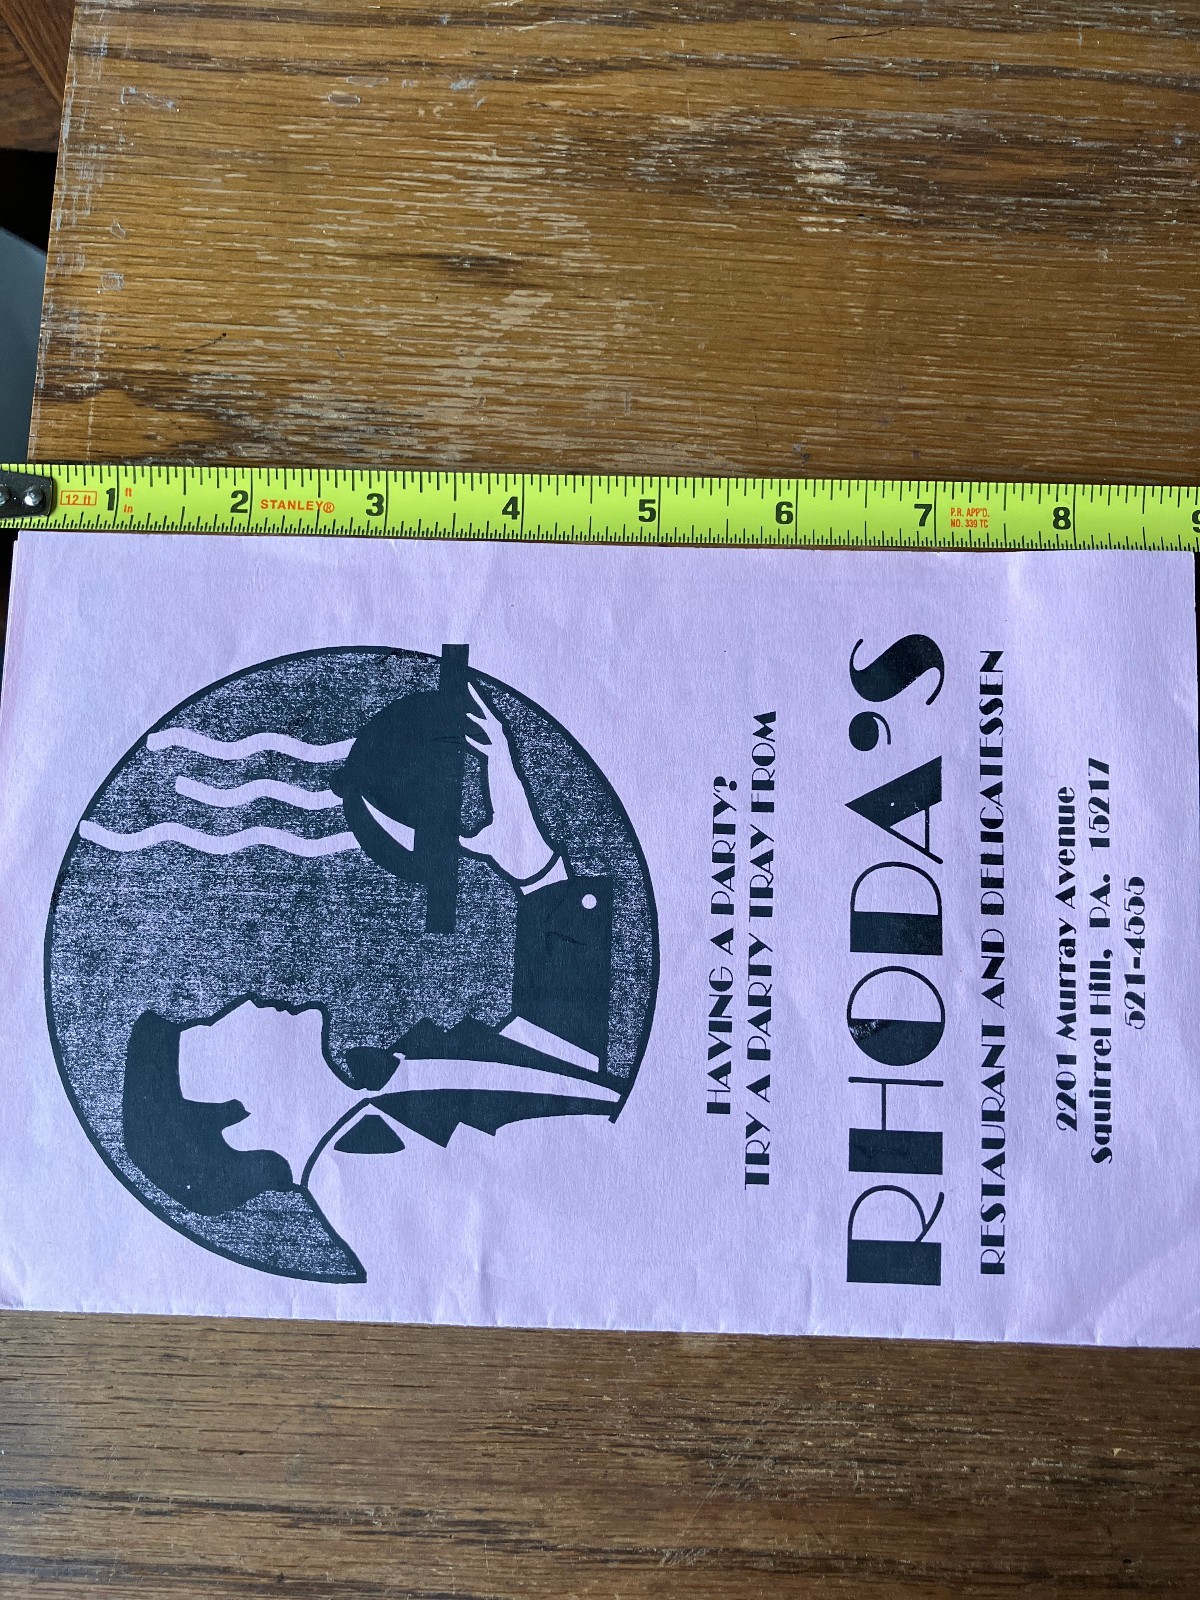 12 ft
1 ft
in
2 STANLEY® 3 4 5 6 7 P.R. APP'D.
NO. 339 TC 8 9
HAVING A PARTY?
TRY A PARTY TRAY FROM
RHODA'S
RESTAURANT AND DELICATESSEN
2201 Murray Avenue
Squirrel Hill, PA. 15217
521-4555